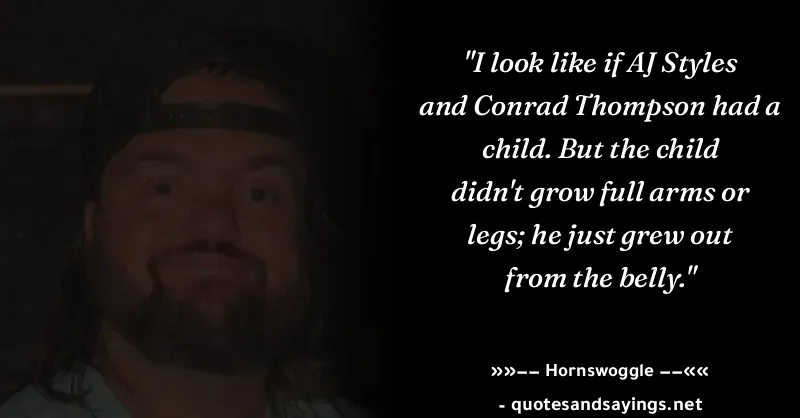 "I look like if AJ Styles
and Conrad Thompson had a
child. But the child
didn't grow full arms or
legs; he just grew out
from the belly."
»»–– Hornswoggle ––««
- quotesandsayings.net